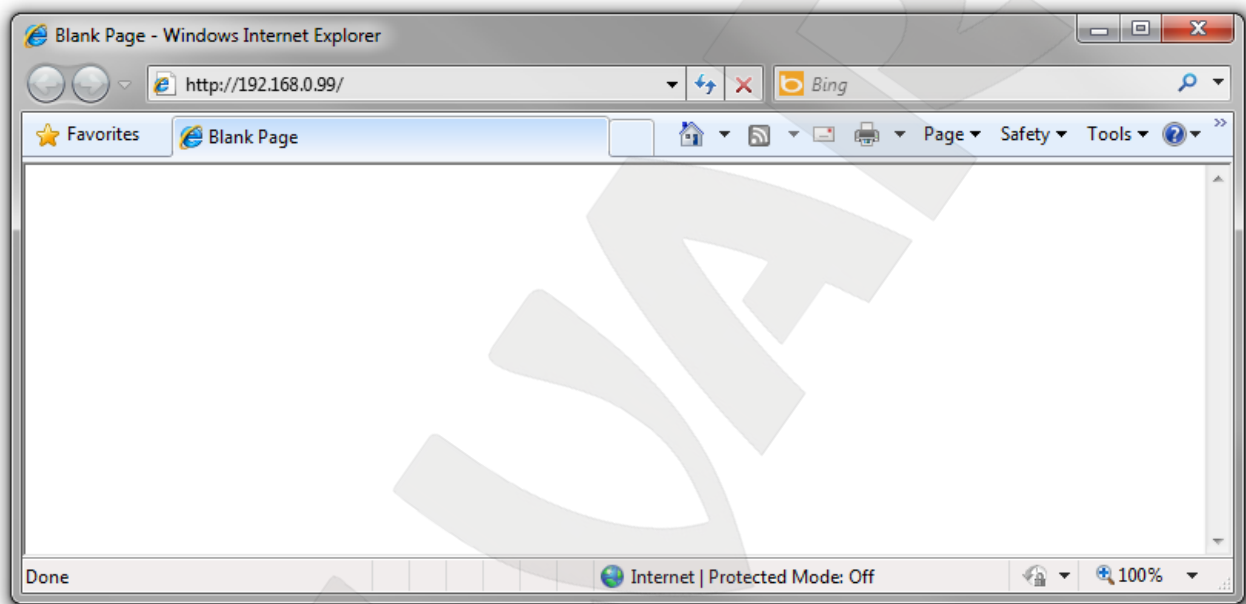 Blank Page - Windows Internet Explorer
http://192.168.0.99/ Bing
Favorites Blank Page Page Safety Tools
Done Internet | Protected Mode: Off 100%